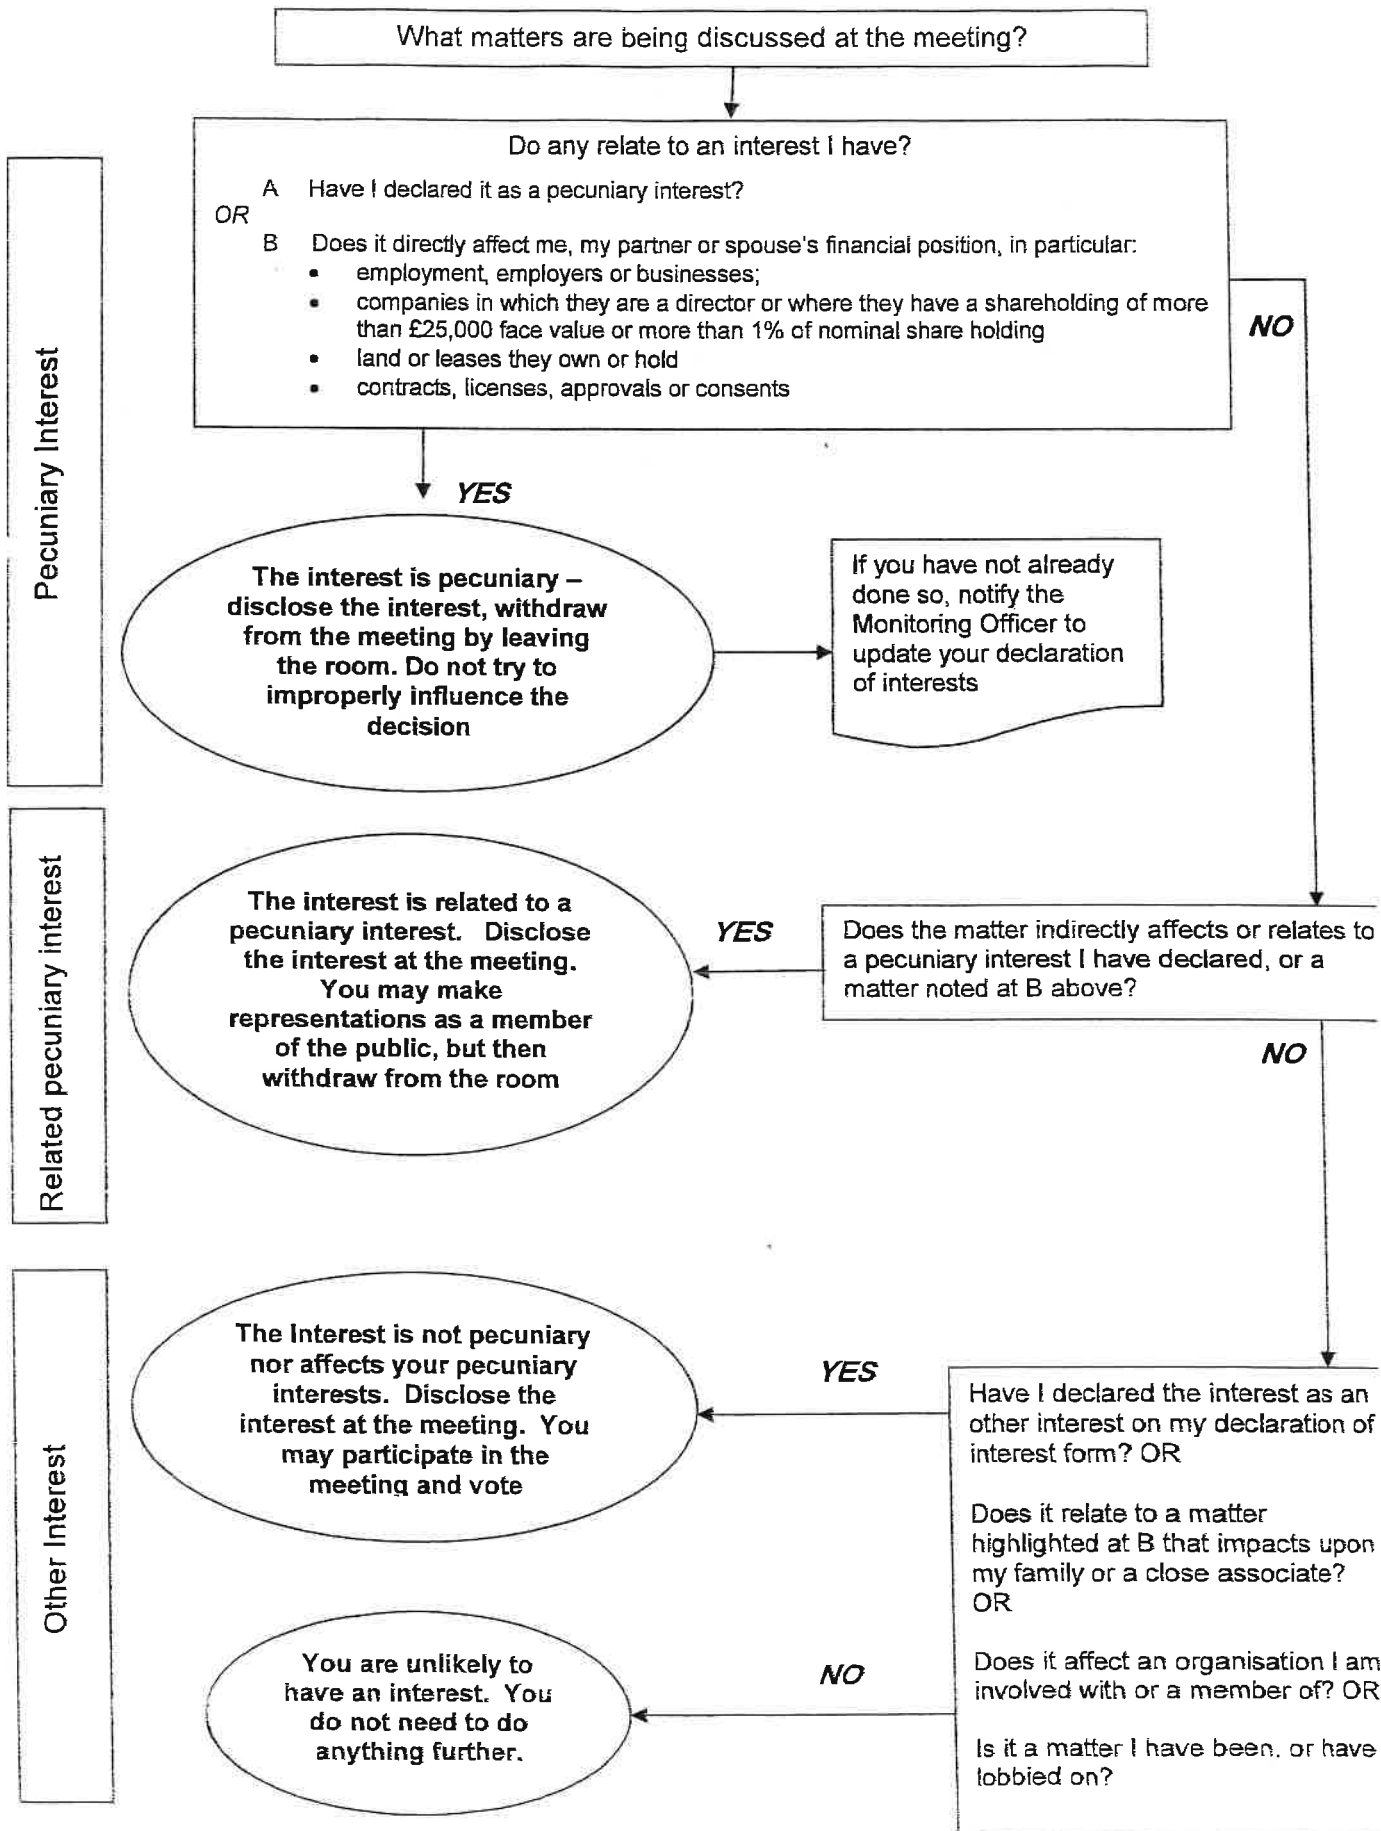 What matters are being discussed at the meeting?
Do any relate to an interest I have?
A Have I declared it as a pecuniary interest?
OR
B Does it directly affect me, my partner or spouse's financial position, in particular:
• employment, employers or businesses;
• companies in which they are a director or where they have a shareholding of more
than £25,000 face value or more than 1% of nominal share holding
• land or leases they own or hold
• contracts, licenses, approvals or consents
NO
Pecuniary Interest
YES
The interest is pecuniary –
disclose the interest, withdraw
from the meeting by leaving
the room. Do not try to
improperly influence the
decision
If you have not already
done so, notify the
Monitoring Officer to
update your declaration
of interests
Related pecuniary interest
The interest is related to a
pecuniary interest. Disclose
the interest at the meeting.
You may make
representations as a member
of the public, but then
withdraw from the room
YES
Does the matter indirectly affects or relates to
a pecuniary interest I have declared, or a
matter noted at B above?
NO
Other Interest
The Interest is not pecuniary
nor affects your pecuniary
interests. Disclose the
interest at the meeting. You
may participate in the
meeting and vote
YES
Have I declared the interest as an
other interest on my declaration of
interest form? OR
Does it relate to a matter
highlighted at B that impacts upon
my family or a close associate?
OR
Does it affect an organisation I am
involved with or a member of? OR
Is it a matter I have been, or have
lobbied on?
NO
You are unlikely to
have an interest. You
do not need to do
anything further.